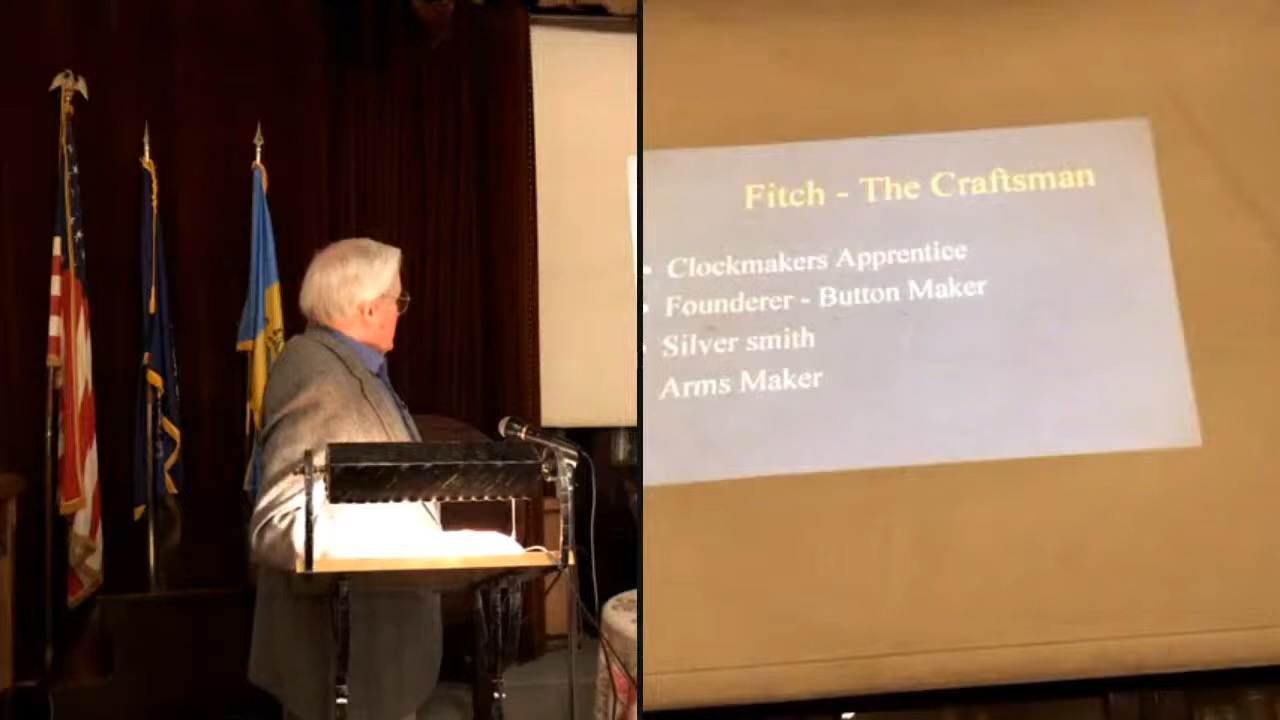 Fitch - The Craftsman
• Clockmakers Apprentice
• Founderer - Button Maker
• Silver smith
Arms Maker